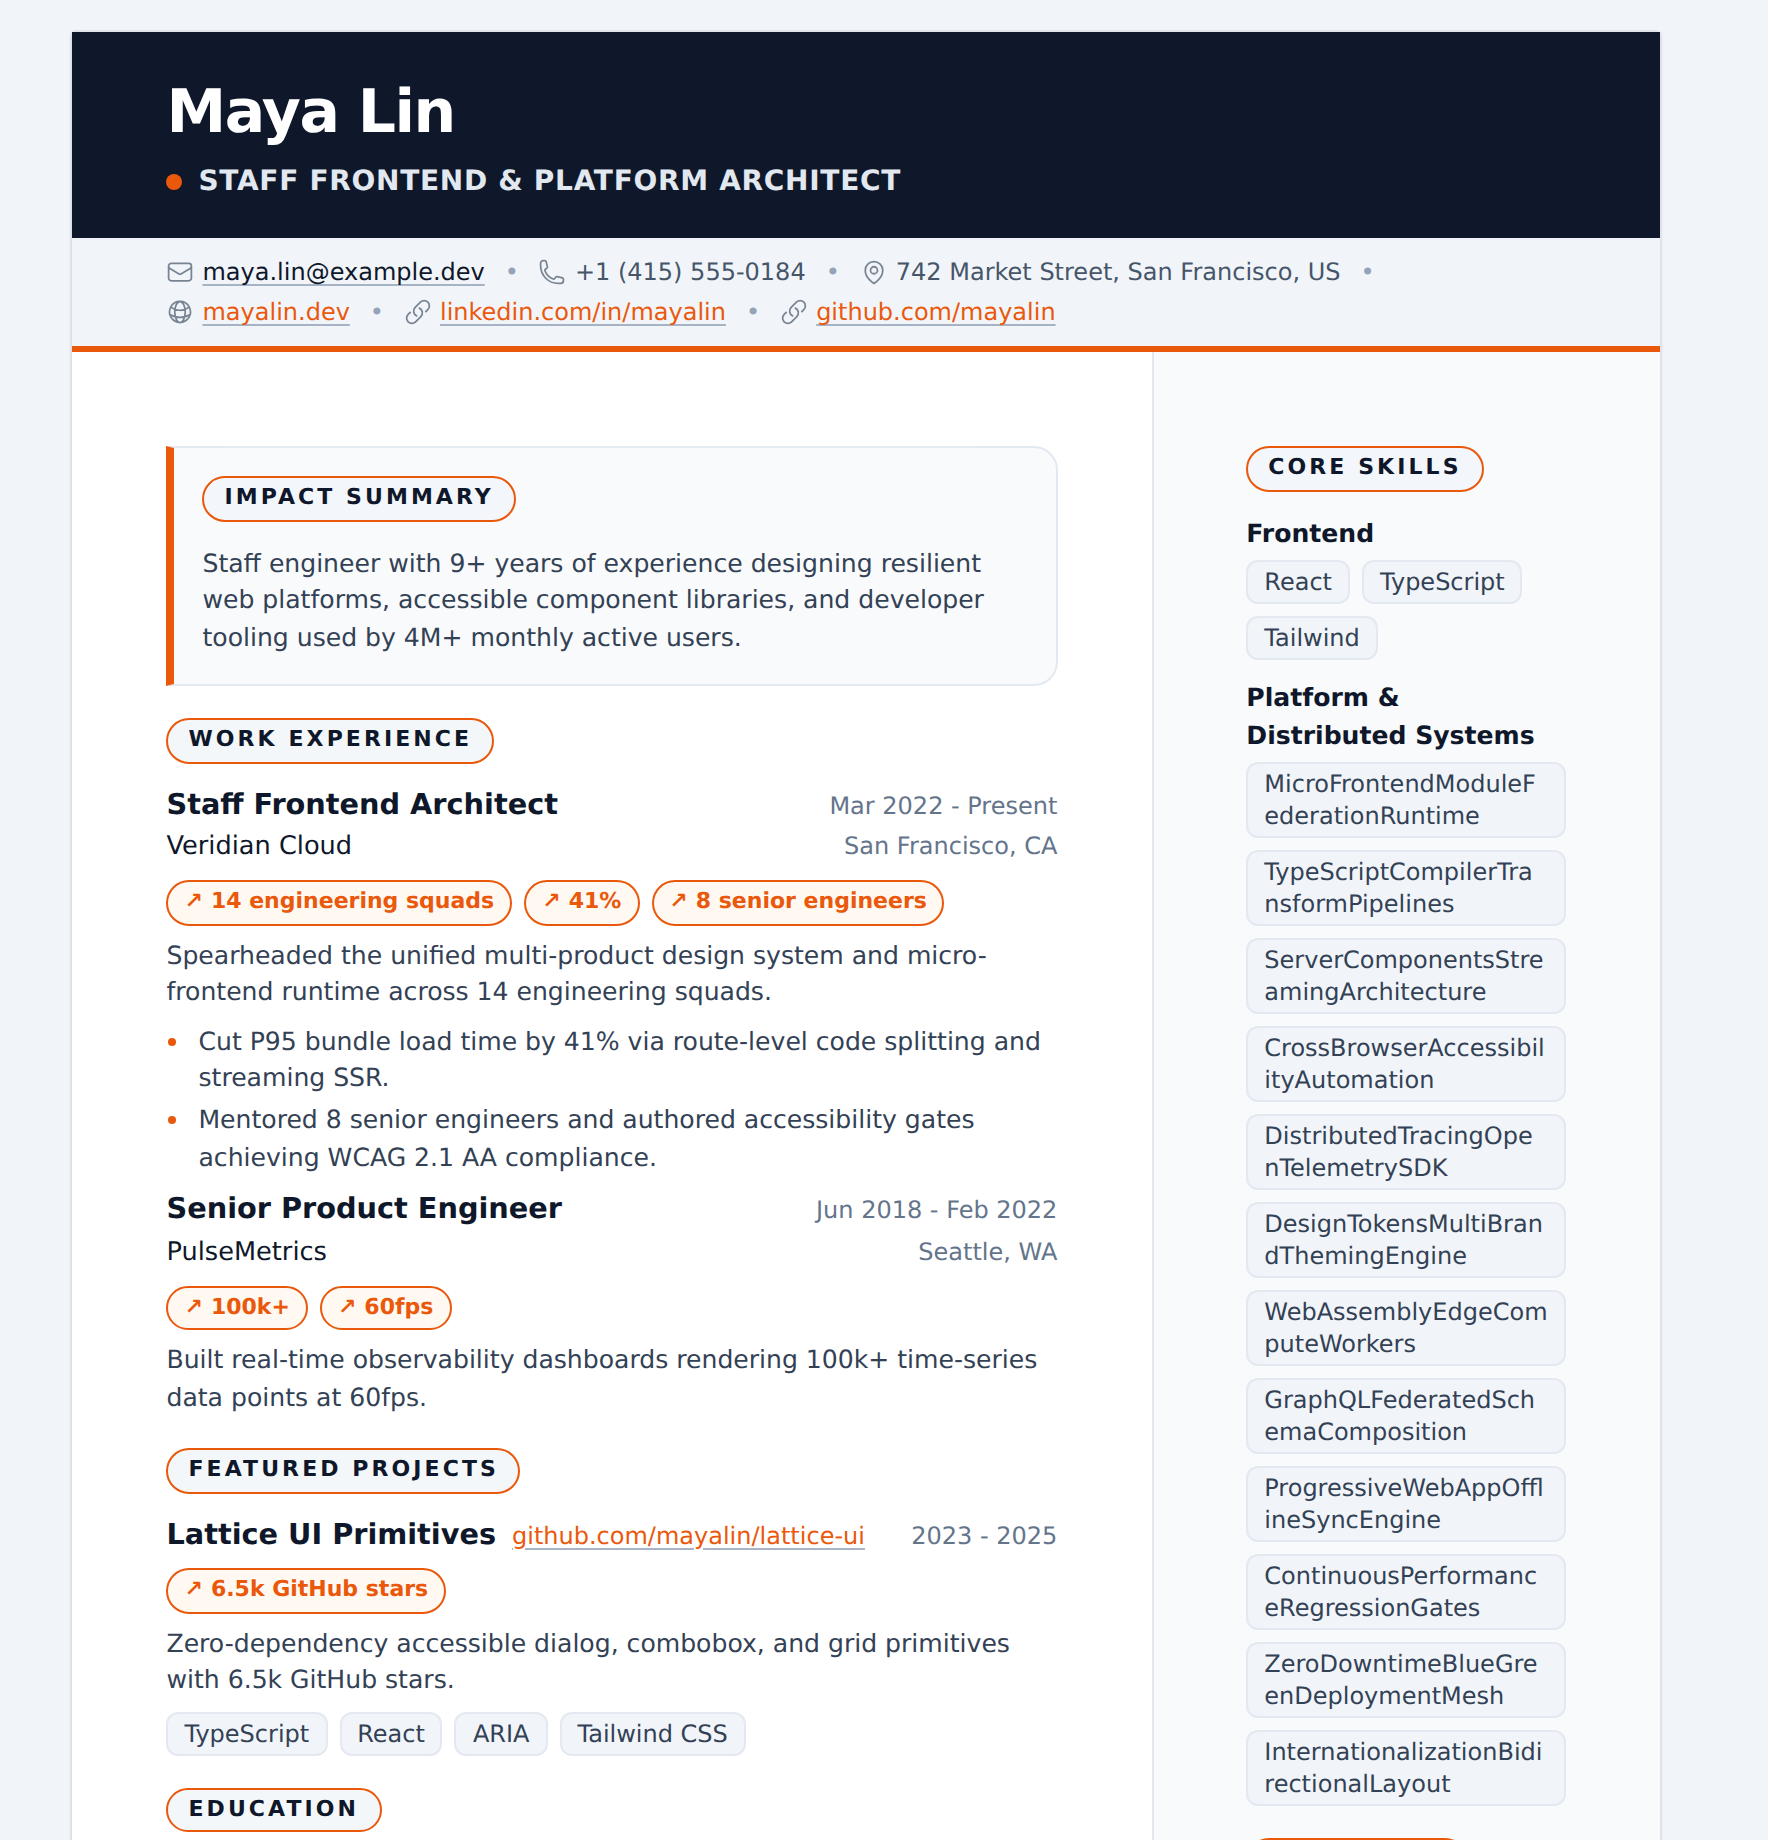 Maya Lin
STAFF FRONTEND & PLATFORM ARCHITECT
maya.lin@example.dev • +1 (415) 555-0184 • 742 Market Street, San Francisco, US •
mayalin.dev • linkedin.com/in/mayalin • github.com/mayalin
IMPACT SUMMARY
Staff engineer with 9+ years of experience designing resilient
web platforms, accessible component libraries, and developer
tooling used by 4M+ monthly active users.
WORK EXPERIENCE
Staff Frontend Architect Mar 2022 - Present
Veridian Cloud San Francisco, CA
↗ 14 engineering squads ↗ 41% ↗ 8 senior engineers
Spearheaded the unified multi-product design system and micro-
frontend runtime across 14 engineering squads.
• Cut P95 bundle load time by 41% via route-level code splitting and
streaming SSR.
• Mentored 8 senior engineers and authored accessibility gates
achieving WCAG 2.1 AA compliance.
Senior Product Engineer Jun 2018 - Feb 2022
PulseMetrics Seattle, WA
↗ 100k+ ↗ 60fps
Built real-time observability dashboards rendering 100k+ time-series
data points at 60fps.
FEATURED PROJECTS
Lattice UI Primitives github.com/mayalin/lattice-ui 2023 - 2025
↗ 6.5k GitHub stars
Zero-dependency accessible dialog, combobox, and grid primitives
with 6.5k GitHub stars.
TypeScript React ARIA Tailwind CSS
EDUCATION
CORE SKILLS
Frontend
React TypeScript
Tailwind
Platform &
Distributed Systems
MicroFrontendModuleF
ederationRuntime
TypeScriptCompilerTra
nsformPipelines
ServerComponentsStre
amingArchitecture
CrossBrowserAccessibil
ityAutomation
DistributedTracingOpe
nTelemetrySDK
DesignTokensMultiBran
dThemingEngine
WebAssemblyEdgeCom
puteWorkers
GraphQLFederatedSch
emaComposition
ProgressiveWebAppOffl
ineSyncEngine
ContinuousPerformanc
eRegressionGates
ZeroDowntimeBlueGre
enDeploymentMesh
InternationalizationBidi
rectionalLayout